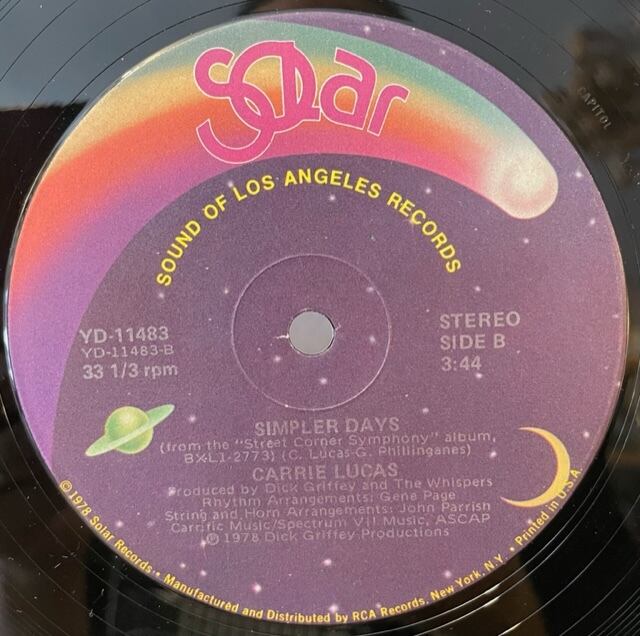 SOLAR
SOUND OF LOS ANGELES RECORDS
CAPITOL
YD-11483
YD-11483-B
33 1/3 rpm
STEREO
SIDE B
3:44
SIMPLER DAYS
(from the "Street Corner Symphony" album,
BXL1-2773) (C. Lucas-G. Phillinganes)
CARRIE LUCAS
Produced by Dick Griffey and The Whispers
Rhythm Arrangements: Gene Page
String and Horn Arrangements: John Parrish
Carrific Music/Spectrum VII Music, ASCAP
℗ 1978 Dick Griffey Productions
© 1978 Solar Records • Manufactured and Distributed by RCA Records, New York, N.Y. • Printed in U.S.A